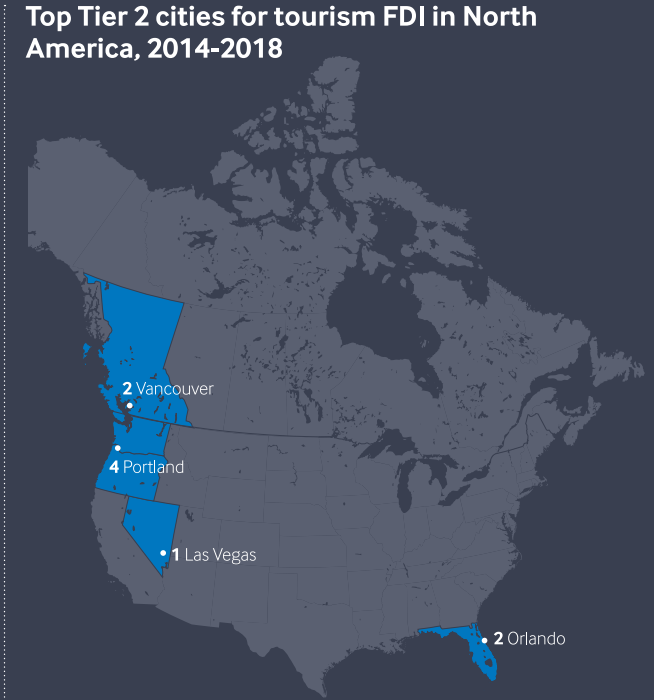 Top Tier 2 cities for tourism FDI in North
America, 2014-2018
2 Vancouver
4 Portland
1 Las Vegas
2 Orlando